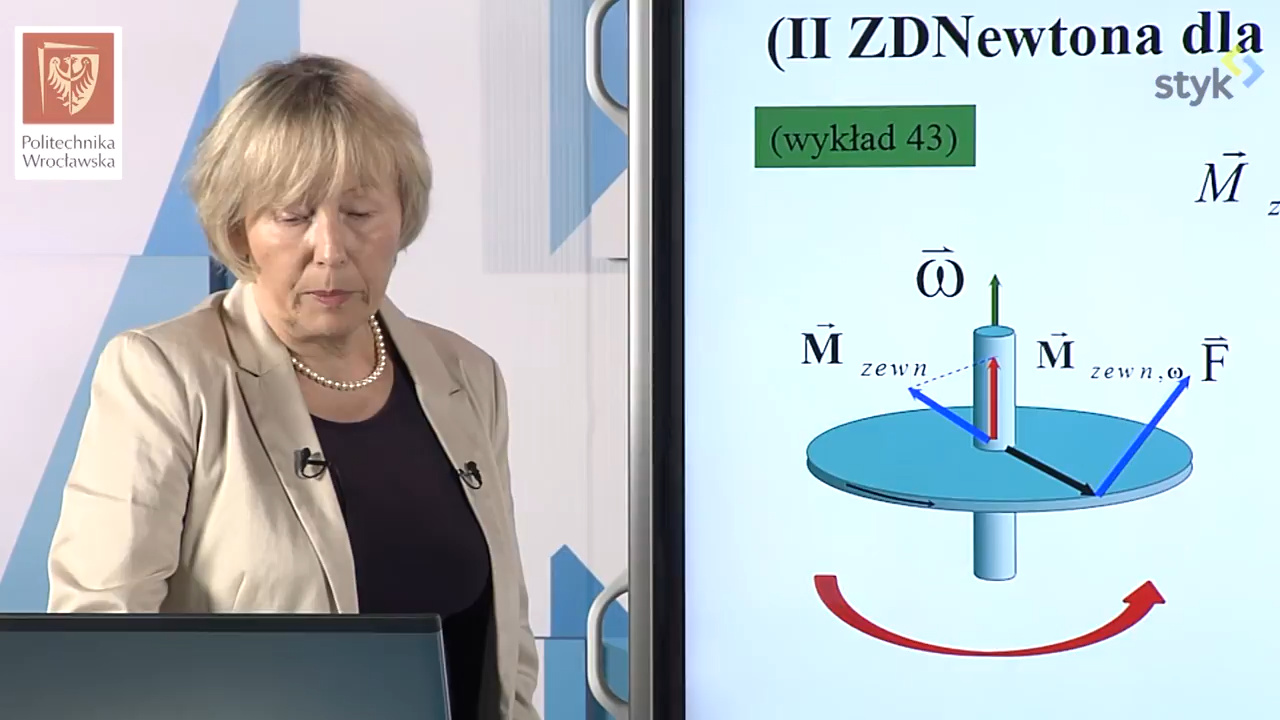 Politechnika
Wrocławska
(II ZDNewtona dla
styk
(wykład 43)
M⃗ z
ω⃗
M⃗ zewn
M⃗ zewn,ω
F⃗